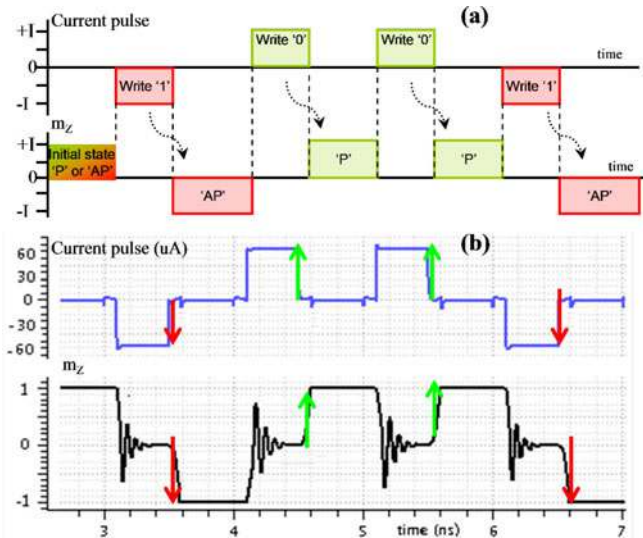 Current pulse
(a)
+I
Write ‘0’
Write ‘0’
time
0
Write ‘1’
Write ‘1’
-I
mZ
+I
Initial state
‘P’ or ‘AP’
‘P’
‘P’
time
0
‘AP’
‘AP’
-I
Current pulse (uA)
(b)
60
30
0
-30
-60
mZ
1
0
-1
3
4
5
time (ns)
6
7